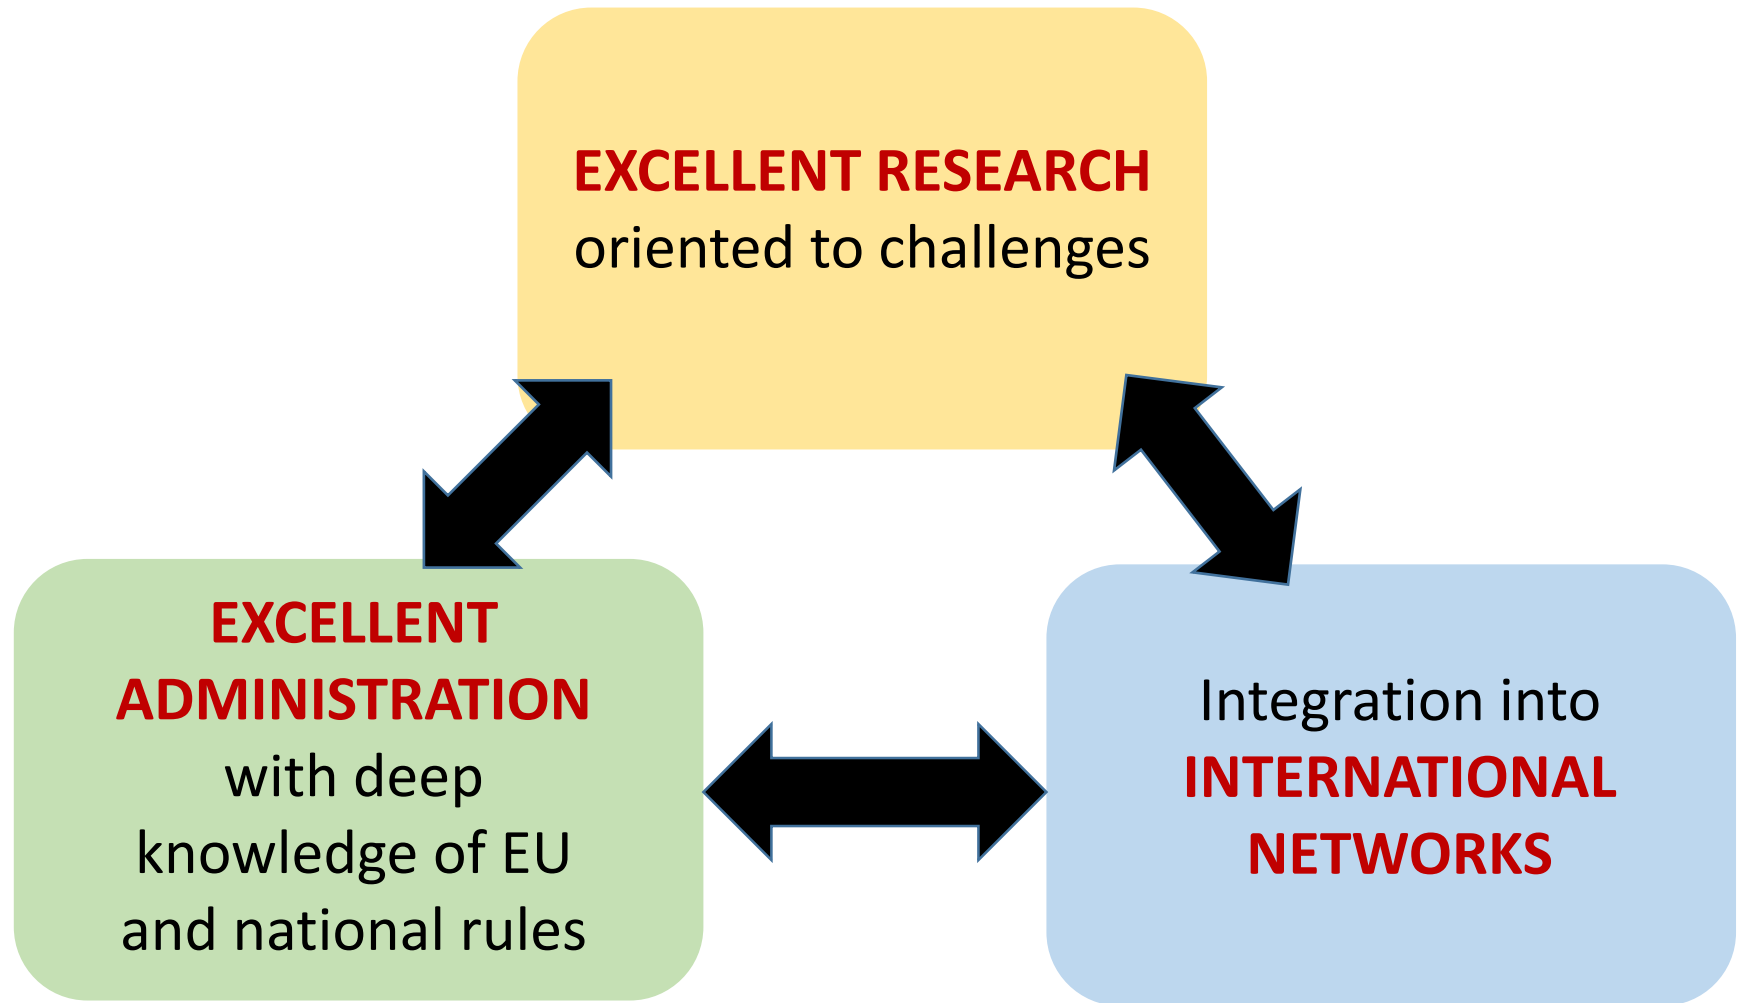 EXCELLENT RESEARCH
oriented to challenges
EXCELLENT
ADMINISTRATION
with deep
knowledge of EU
and national rules
Integration into
INTERNATIONAL
NETWORKS